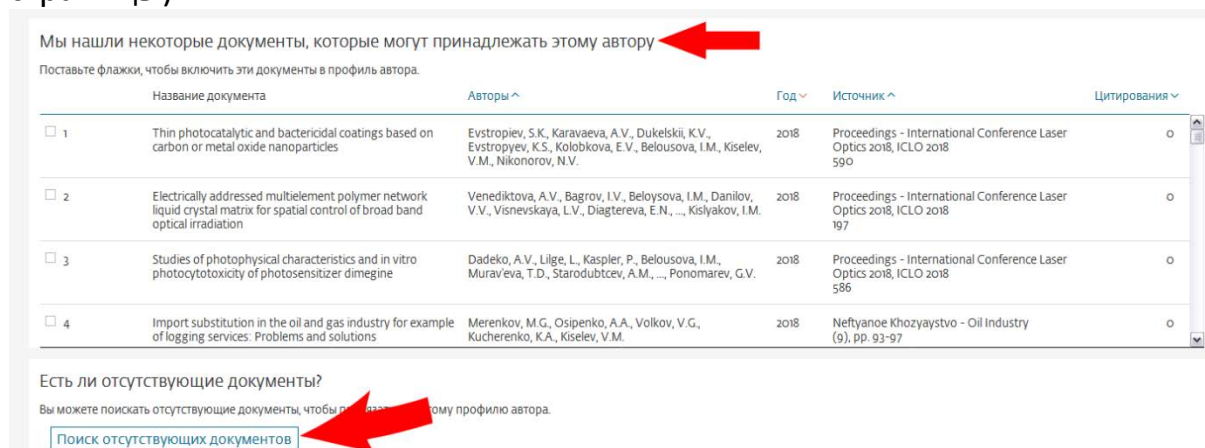 Мы нашли некоторые документы, которые могут принадлежать этому автору
Поставьте флажки, чтобы включить эти документы в профиль автора.
Название документа Авторы Год Источник Цитирования
1 Thin photocatalytic and bactericidal coatings based on Evstropiev, S.K., Karavaeva, A.V., Dukelskii, K.V., 2018 Proceedings - International Conference Laser 0
carbon or metal oxide nanoparticles Evstropyev, K.S., Kolobkova, E.V., Belousova, I.M., Kiselev, Optics 2018, ICLO 2018
V.M., Nikonorov, N.V. 590
2 Electrically addressed multielement polymer network Venediktova, A.V., Bagrov, I.V., Beloysova, I.M., Danilov, 2018 Proceedings - International Conference Laser 0
liquid crystal matrix for spatial control of broad band V.V., Visnevskaya, L.V., Diagtereva, E.N., ..., Kislyakov, I.M. Optics 2018, ICLO 2018
optical irradiation 197
3 Studies of photophysical characteristics and in vitro Dadeko, A.V., Lilge, L., Kaspler, P., Belousova, I.M., 2018 Proceedings - International Conference Laser 0
photocytotoxicity of photosensitizer dimegine Murav'eva, T.D., Starodubtcev, A.M., ..., Ponomarev, G.V. Optics 2018, ICLO 2018
586
4 Import substitution in the oil and gas industry for example Merenkov, M.G., Osipenko, A.A., Volkov, V.G., 2018 Neftyanoe Khozyaystvo - Oil Industry 0
of logging services: Problems and solutions Kucherenko, K.A., Kiselev, V.M. (9), pp. 93-97
Есть ли отсутствующие документы?
Вы можете поискать отсутствующие документы, чтобы профилю автора.
Поиск отсутствующих документов